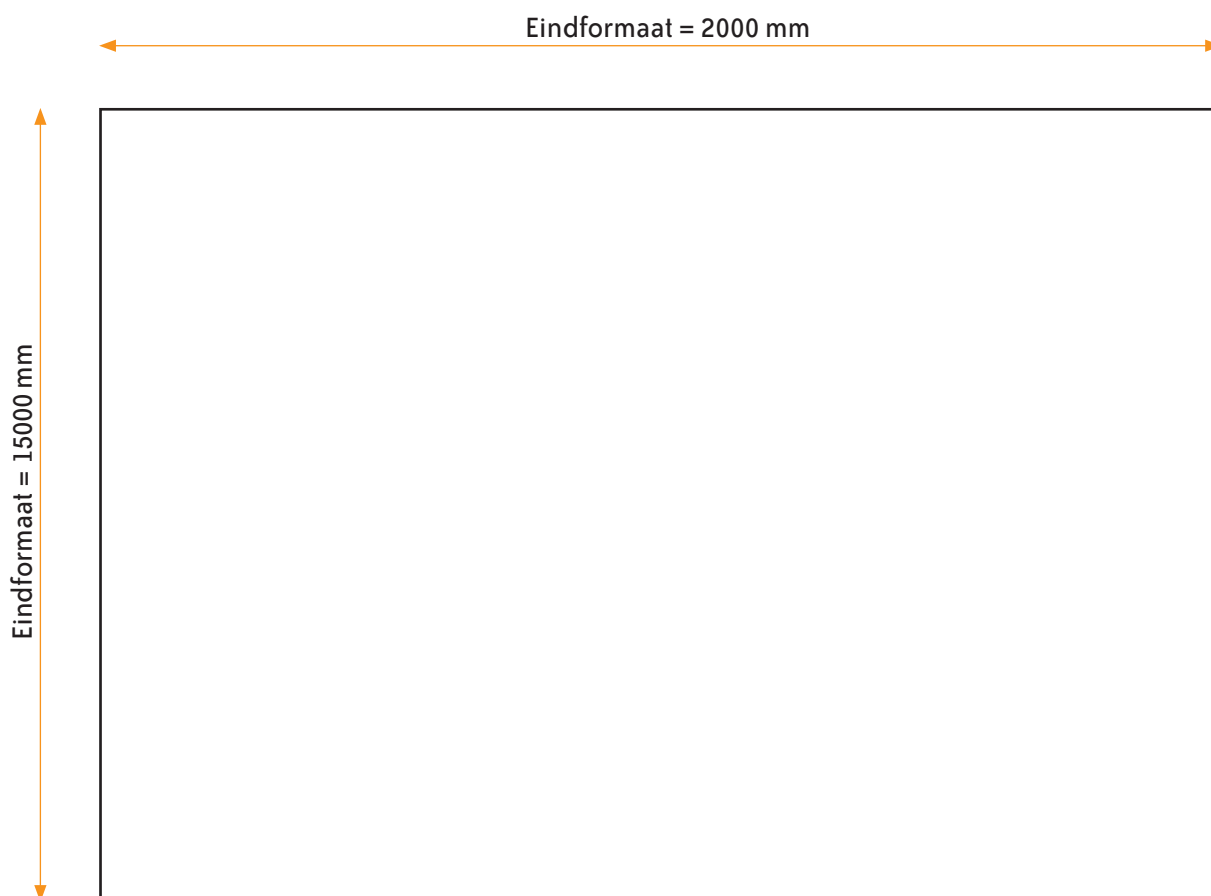 Eindformaat = 2000 mm
Eindformaat = 15000 mm